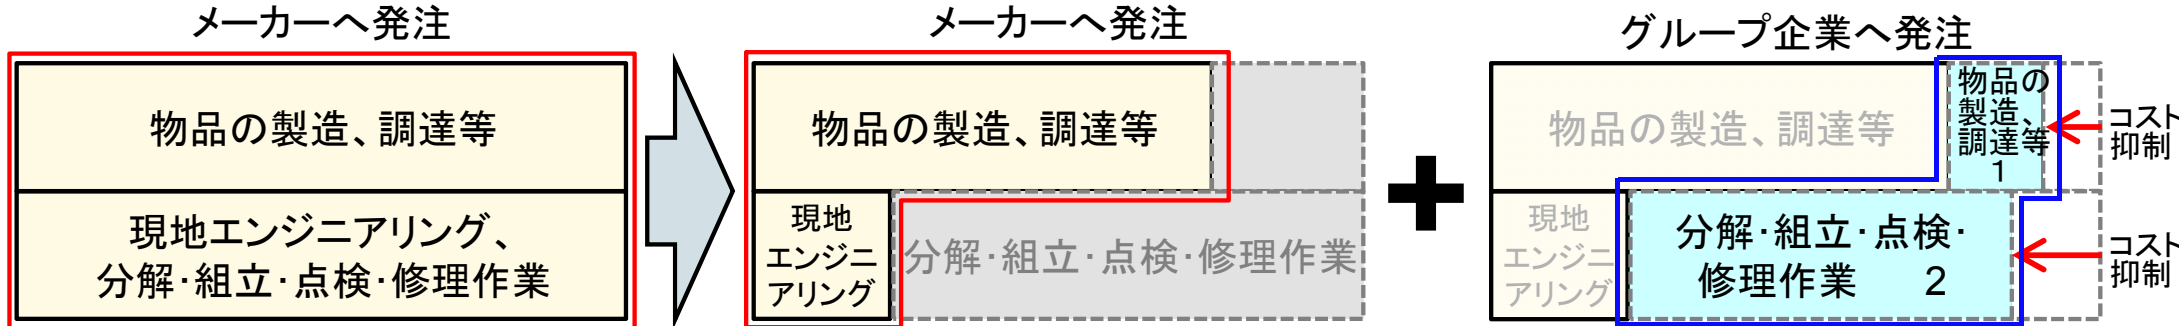 メーカーへ発注
物品の製造、調達等
現地エンジニアリング、
分解･組立･点検･修理作業
メーカーへ発注
物品の製造、調達等
現地
エンジニ
アリング
分解･組立･点検･修理作業
グループ企業へ発注
物品の製造、調達等
物品の
製造、
調達等
1
コスト
抑制
現地
エンジニ
アリング
分解･組立･点検･
修理作業 2
コスト
抑制